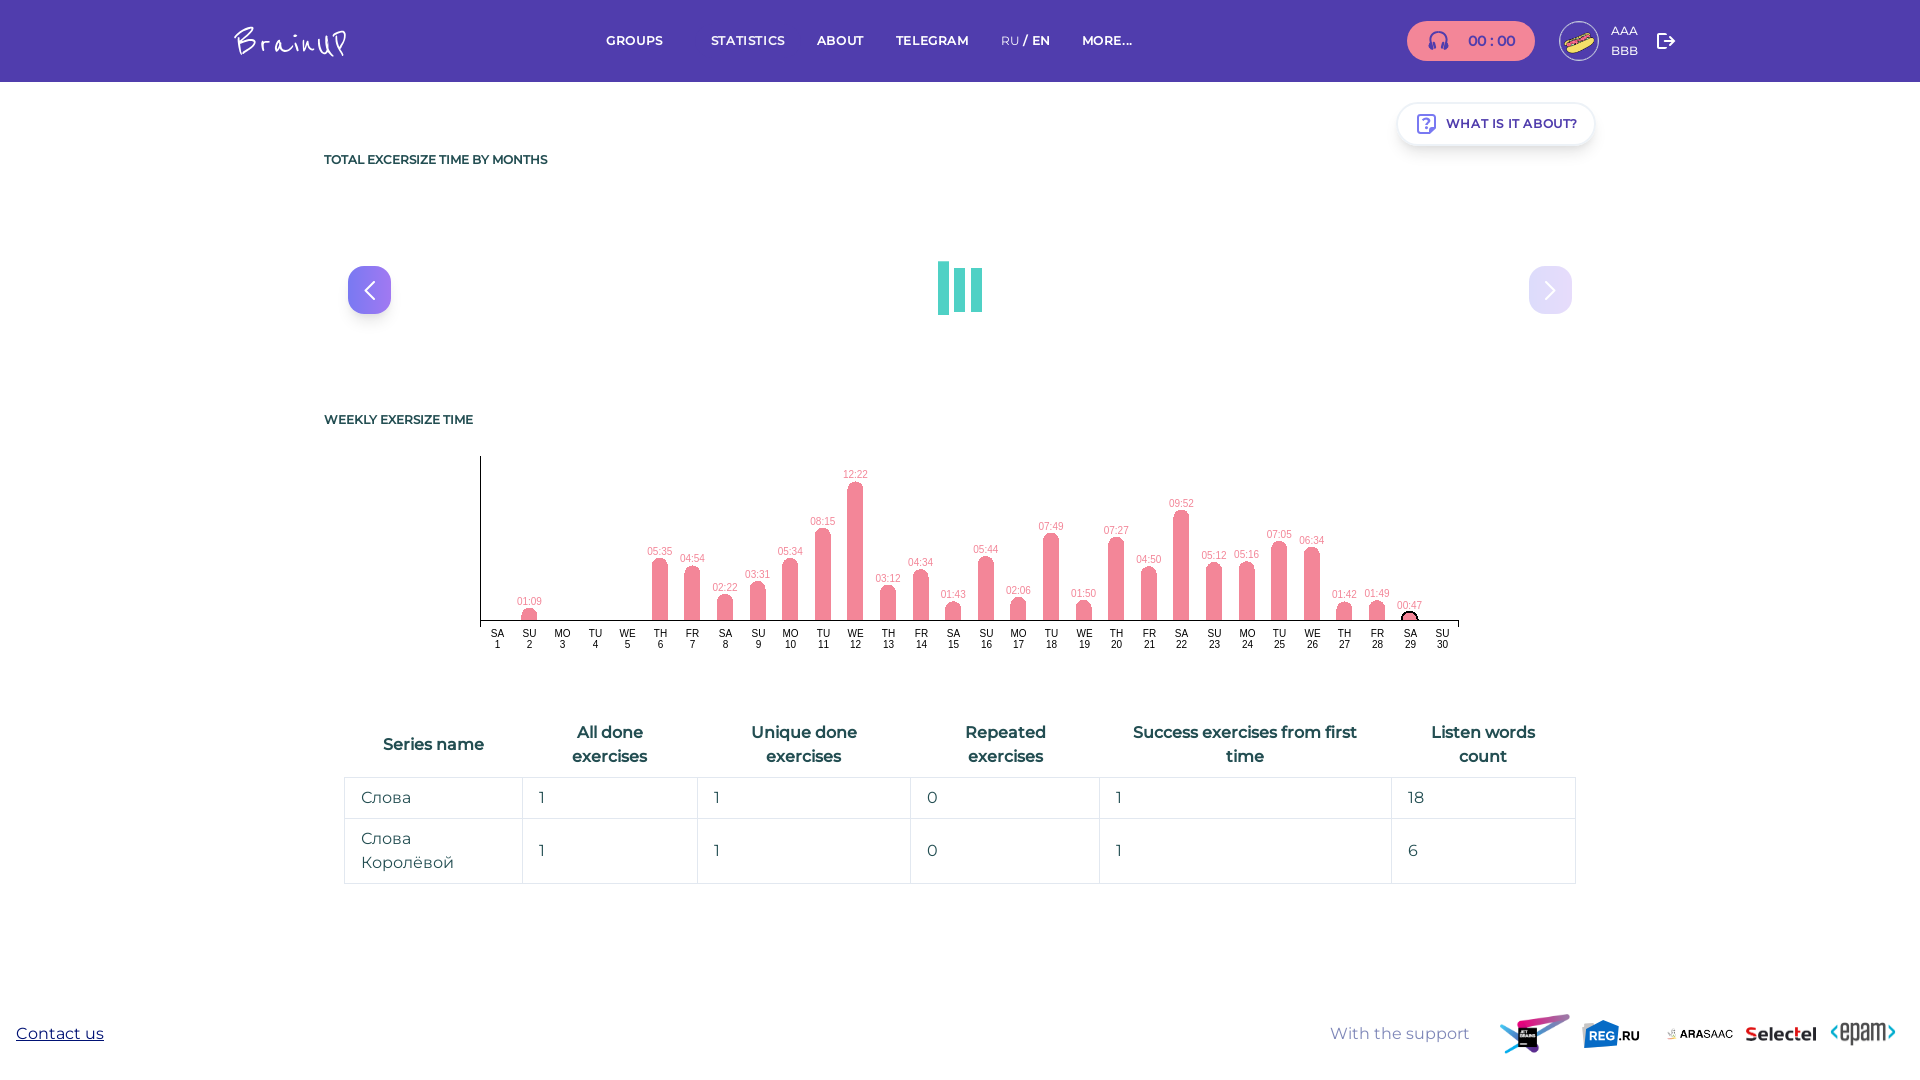 BrainUP
GROUPS
STATISTICS
ABOUT
TELEGRAM
RU / EN
MORE...
00 : 00
AAA
BBB
WHAT IS IT ABOUT?
TOTAL EXCERSIZE TIME BY MONTHS
WEEKLY EXERSIZE TIME
12:22
09:52
08:15
07:49
07:27
07:05
06:34
05:35
04:54
05:34
05:44
05:12
05:16
04:34
04:50
02:22
03:31
03:12
01:09
01:43
02:06
01:50
01:42
01:49
00:47
SA SU MO TU WE TH FR SA SU MO TU WE TH FR SA SU MO TU WE TH FR SA SU MO TU WE TH FR SA SU
1 2 3 4 5 6 7 8 9 10 11 12 13 14 15 16 17 18 19 20 21 22 23 24 25 26 27 28 29 30
Series name
All done
exercises
Unique done
exercises
Repeated
exercises
Success exercises from first
time
Listen words
count
Слова 1 1 0 1 18
Слова
Королёвой
1 1 0 1 6
Contact us
With the support
REG.RU
ARASAAC
Selectel
<epam>